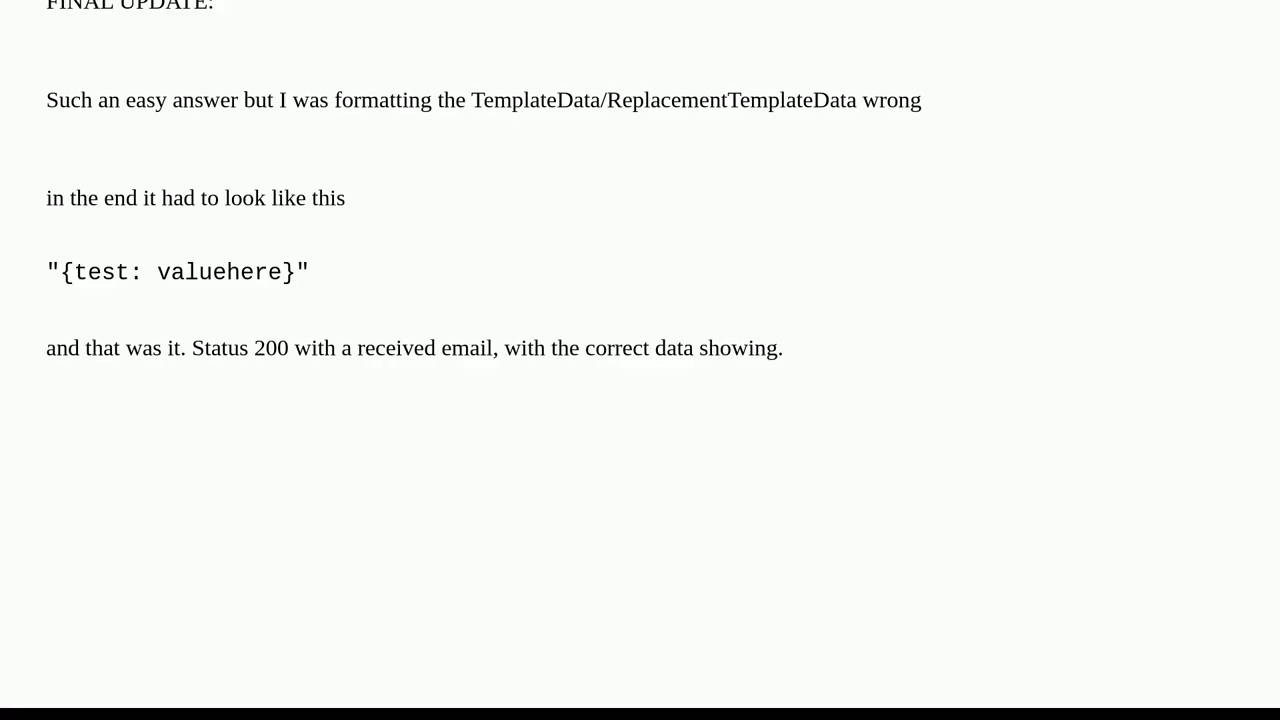 FINAL UPDATE:
Such an easy answer but I was formatting the TemplateData/ReplacementTemplateData wrong
in the end it had to look like this
"{test: valuehere}"
and that was it. Status 200 with a received email, with the correct data showing.